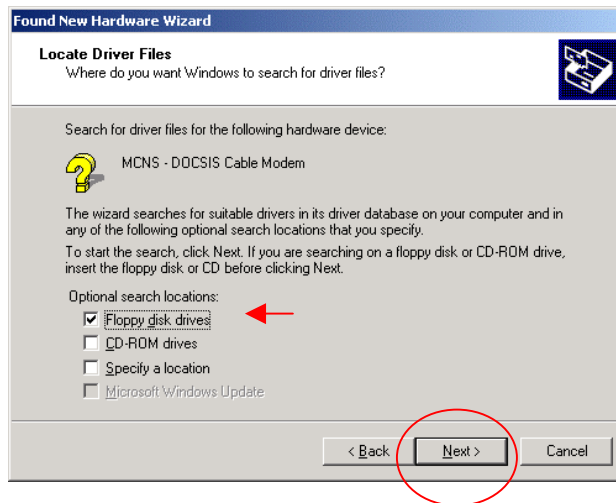 Found New Hardware Wizard
Locate Driver Files
Where do you want Windows to search for driver files?
Search for driver files for the following hardware device:
MCNS - DOCSIS Cable Modem
The wizard searches for suitable drivers in its driver database on your computer and in
any of the following optional search locations that you specify.
To start the search, click Next. If you are searching on a floppy disk or CD-ROM drive,
insert the floppy disk or CD before clicking Next.
Optional search locations:
Floppy disk drives
CD-ROM drives
Specify a location
Microsoft Windows Update
< Back Next > Cancel